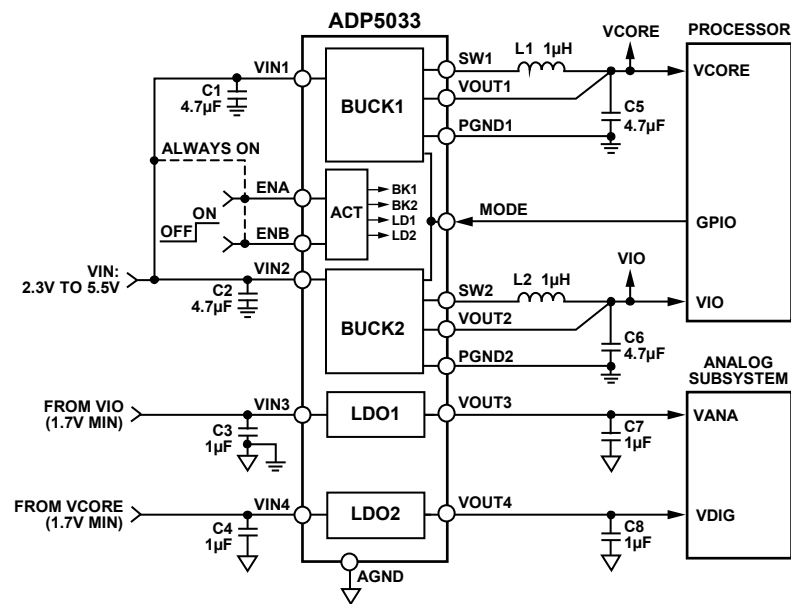 ADP5033
PROCESSOR
VIN1
C1
4.7µF
BUCK1
SW1
L1 1µH
VCORE
VCORE
VOUT1
C5
4.7µF
PGND1
ALWAYS ON
ENA
ACT
BK1
BK2
LD1
LD2
MODE
GPIO
ON
OFF
ENB
VIN:
2.3V TO 5.5V
VIN2
C2
4.7µF
BUCK2
SW2
L2 1µH
VIO
VIO
VOUT2
C6
4.7µF
PGND2
ANALOG
SUBSYSTEM
FROM VIO
(1.7V MIN)
VIN3
C3
1µF
LDO1
VOUT3
C7
1µF
VANA
FROM VCORE
(1.7V MIN)
VIN4
C4
1µF
LDO2
VOUT4
C8
1µF
VDIG
AGND